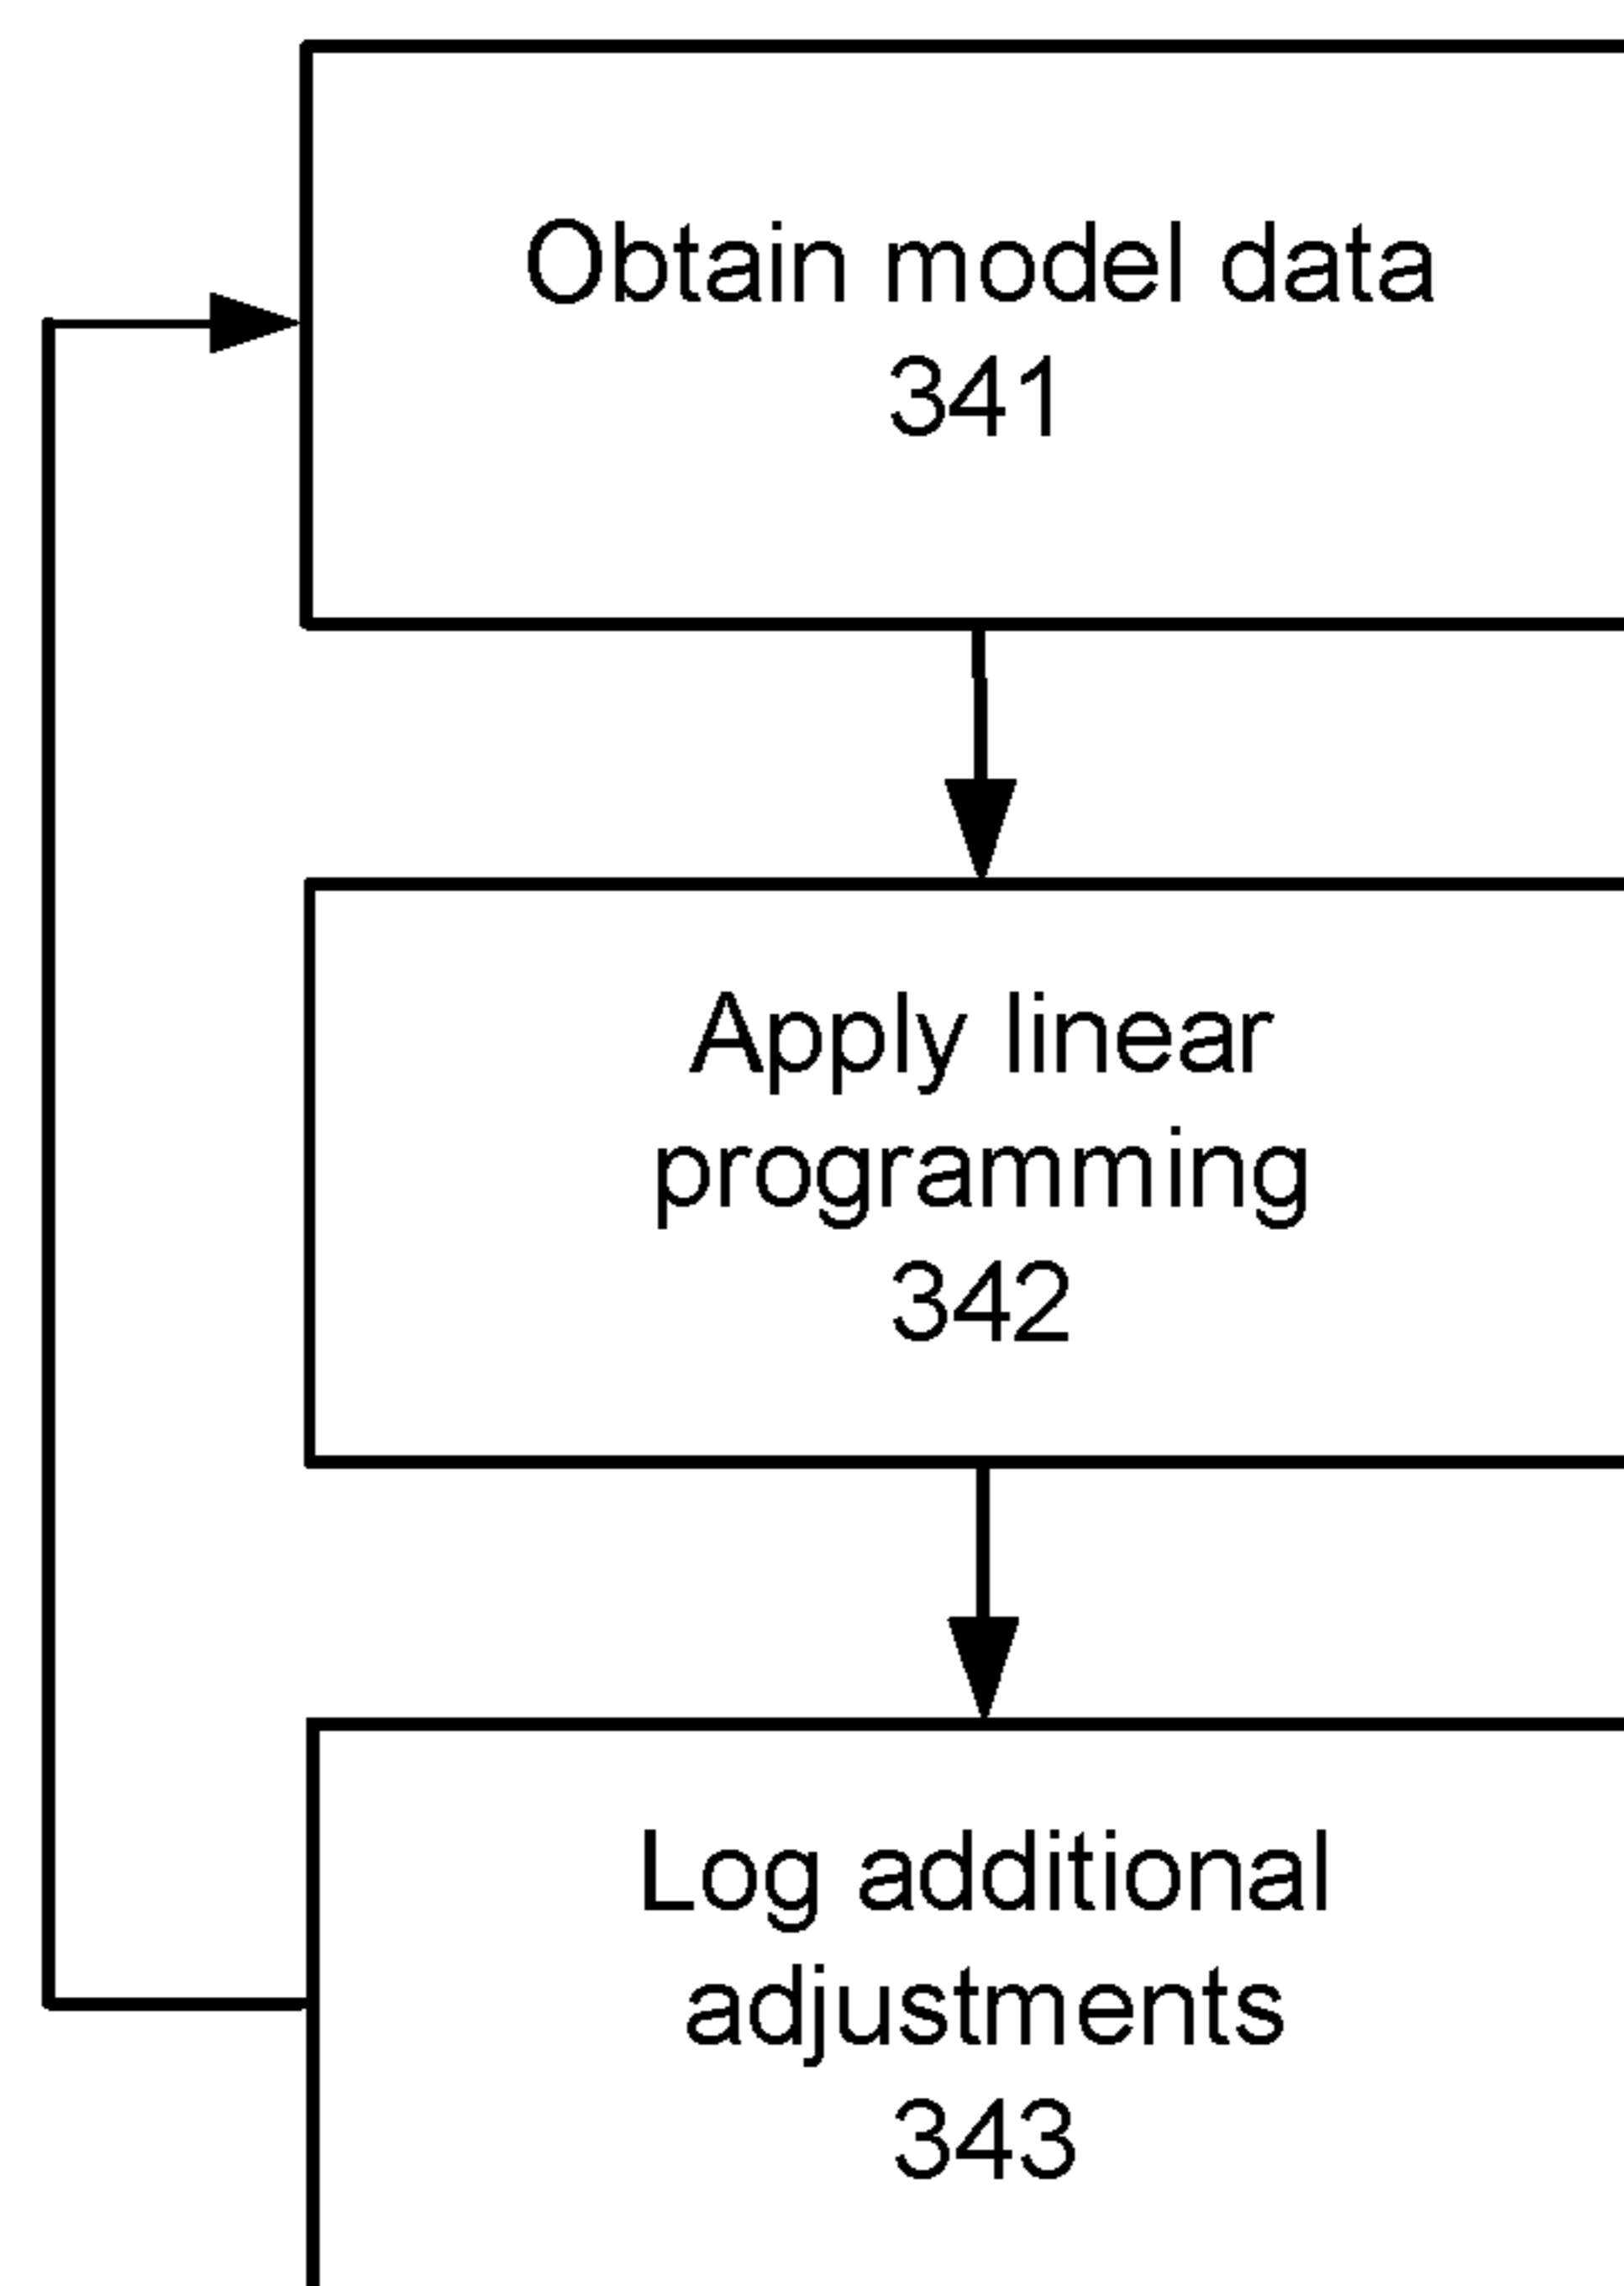 Obtain model data
341
Apply linear
programming
342
Log additional
adjustments
343